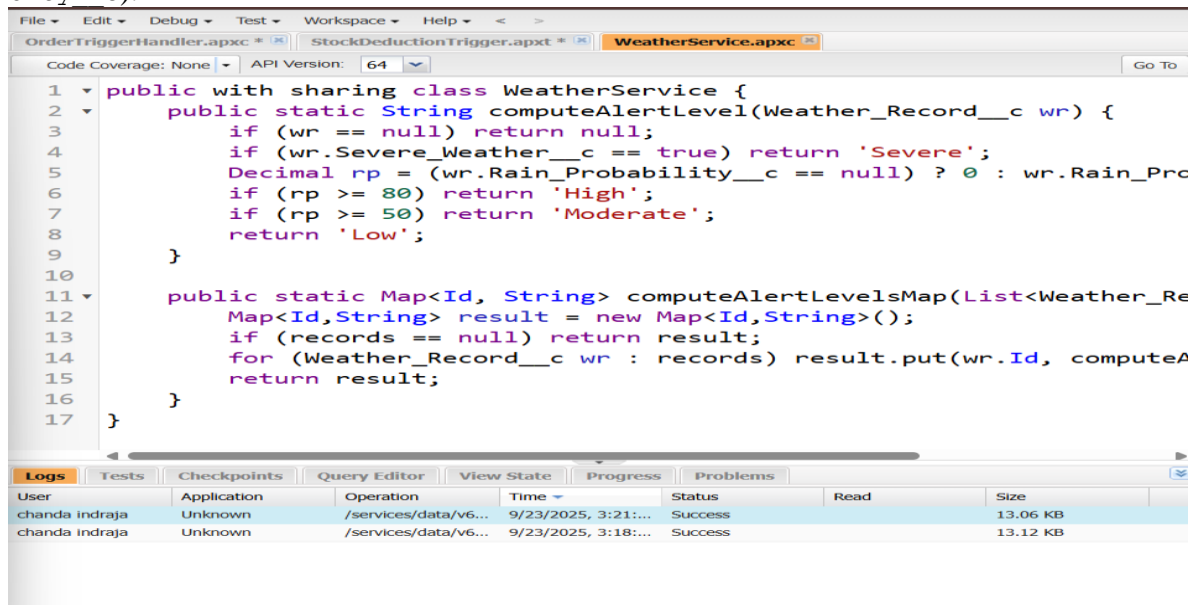 File Edit Debug Test Workspace Help < >
OrderTriggerHandler.apxc * StockDeductionTrigger.apxt * WeatherService.apxc
Code Coverage: None API Version: 64 Go To
1 public with sharing class WeatherService {
2 public static String computeAlertLevel(Weather_Record__c wr) {
3 if (wr == null) return null;
4 if (wr.Severe_Weather__c == true) return 'Severe';
5 Decimal rp = (wr.Rain_Probability__c == null) ? 0 : wr.Rain_Pro
6 if (rp >= 80) return 'High';
7 if (rp >= 50) return 'Moderate';
8 return 'Low';
9 }
10
11 public static Map<Id, String> computeAlertLevelsMap(List<Weather_Re
12 Map<Id,String> result = new Map<Id,String>();
13 if (records == null) return result;
14 for (Weather_Record__c wr : records) result.put(wr.Id, computeA
15 return result;
16 }
17 }
Logs Tests Checkpoints Query Editor View State Progress Problems
User Application Operation Time Status Read Size
chanda indraja Unknown /services/data/v6... 9/23/2025, 3:21:... Success 13.06 KB
chanda indraja Unknown /services/data/v6... 9/23/2025, 3:18:... Success 13.12 KB